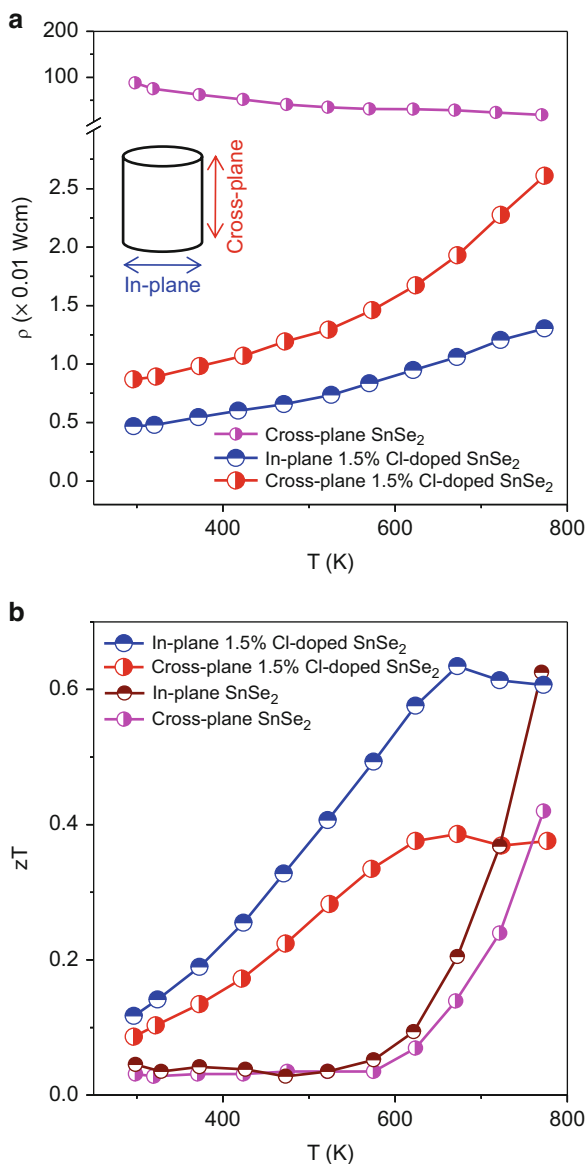 a
200
100
2.5
2.0
1.5
1.0
0.5
0.0
ρ (× 0.01 Wcm)
Cross-plane
In-plane
Cross-plane SnSe₂
In-plane 1.5% Cl-doped SnSe₂
Cross-plane 1.5% Cl-doped SnSe₂
400
600
800
T (K)
b
In-plane 1.5% Cl-doped SnSe₂
Cross-plane 1.5% Cl-doped SnSe₂
In-plane SnSe₂
Cross-plane SnSe₂
0.6
0.4
0.2
0.0
zT
400
600
800
T (K)